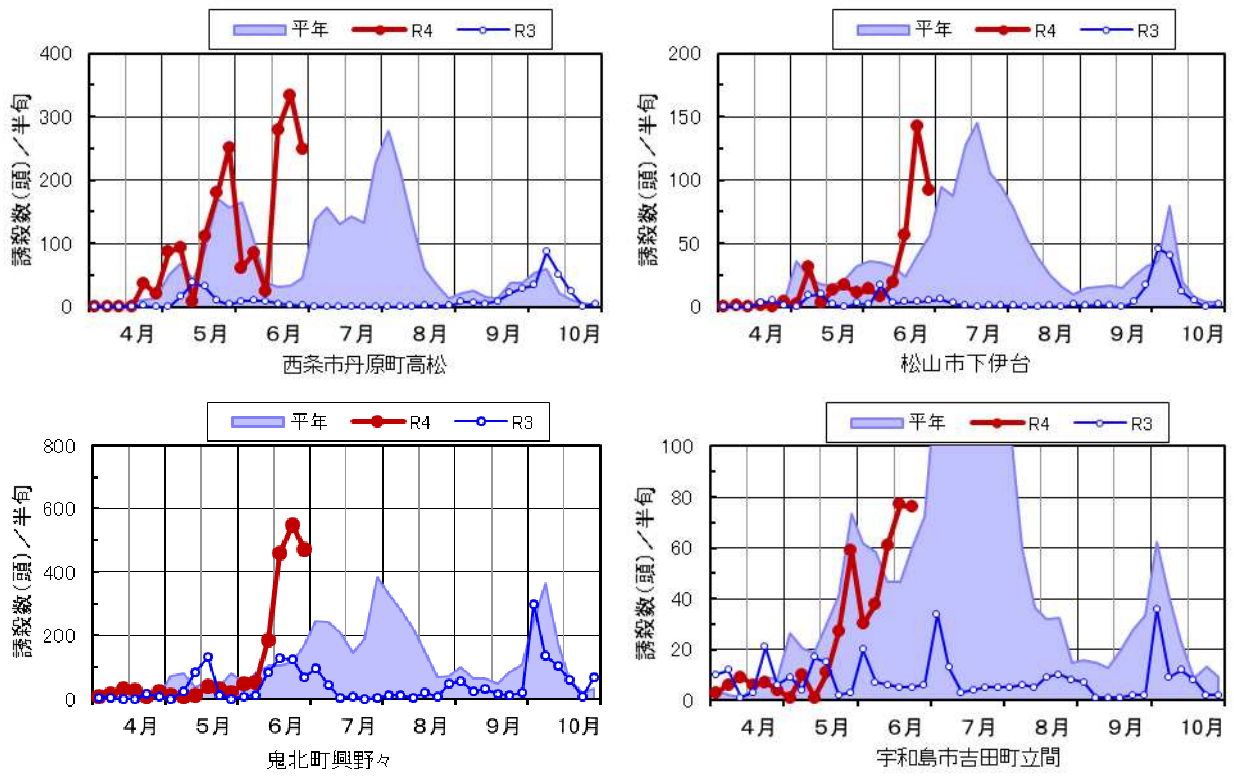 平年 R4 R3
400
300
200
100
0
誘殺数(頭)／半旬
4月 5月 6月 7月 8月 9月 10月
西条市丹原町高松
平年 R4 R3
200
150
100
50
0
誘殺数(頭)／半旬
4月 5月 6月 7月 8月 9月 10月
松山市下伊台
平年 R4 R3
800
600
400
200
0
誘殺数(頭)／半旬
4月 5月 6月 7月 8月 9月 10月
鬼北町興野々
平年 R4 R3
100
80
60
40
20
0
誘殺数(頭)／半旬
4月 5月 6月 7月 8月 9月 10月
宇和島市吉田町立間